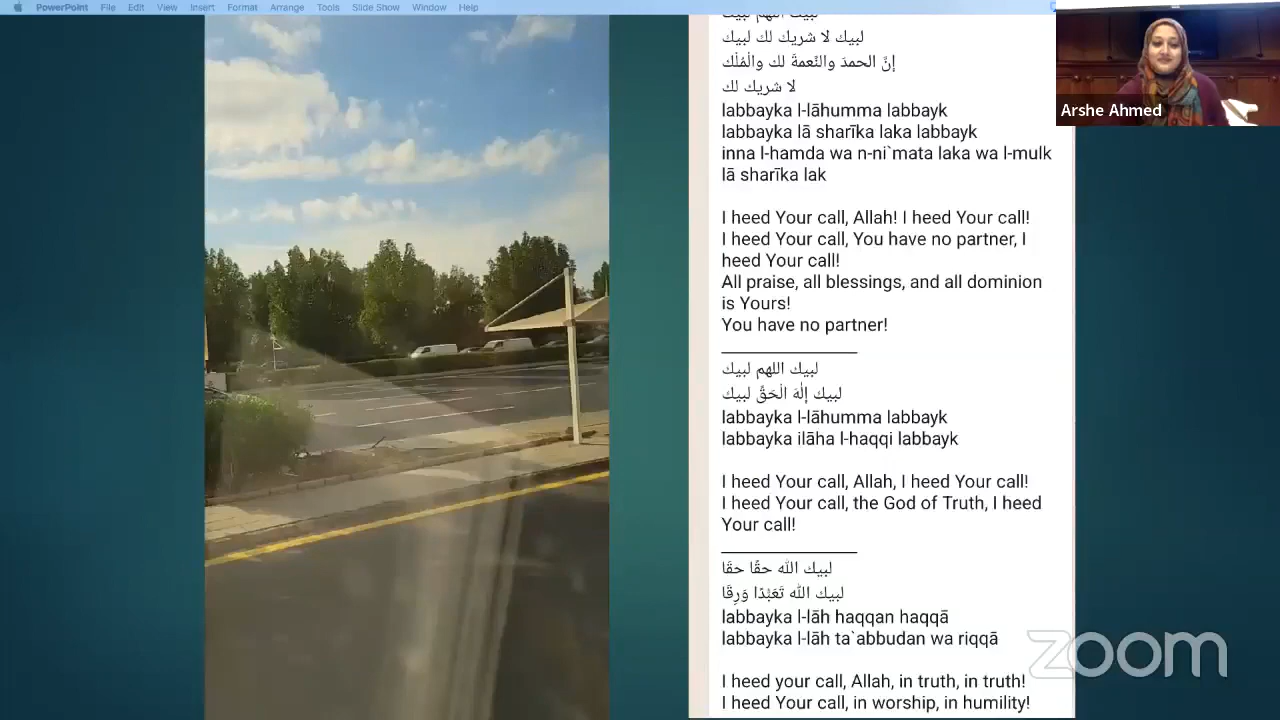 PowerPoint File Edit View Insert Format Arrange Tools Slide Show Window Help
لبيك اللهم لبيك
لبيك لا شريك لك لبيك
إنَّ الحمدَ والنِّعمةَ لك والْمُلْك
لا شريك لك
labbayka l-lāhumma labbayk
labbayka lā sharīka laka labbayk
inna l-hamda wa n-ni`mata laka wa l-mulk
lā sharīka lak
I heed Your call, Allah! I heed Your call!
I heed Your call, You have no partner, I
heed Your call!
All praise, all blessings, and all dominion
is Yours!
You have no partner!
لبيك اللهم لبيك
لبيك إلٰهَ الْحَقِّ لبيك
labbayka l-lāhumma labbayk
labbayka ilāha l-haqqi labbayk
I heed Your call, Allah, I heed Your call!
I heed Your call, the God of Truth, I heed
Your call!
لبيك الله حقًا حقَا
لبيك الله تَعَبُّدًا وَرِقَا
labbayka l-lāh haqqan haqqā
labbayka l-lāh ta`abbudan wa riqqā
I heed your call, Allah, in truth, in truth!
I heed Your call, in worship, in humility!
Arshe Ahmed
zoom